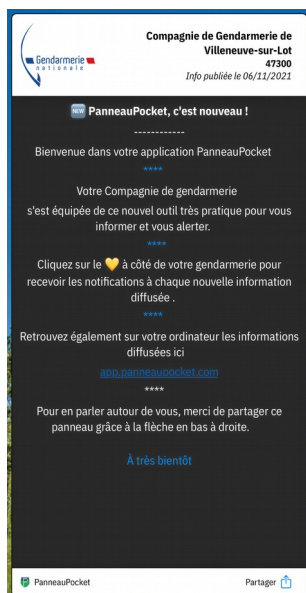 Gendarmerie
nationale
Compagnie de Gendarmerie de
Villeneuve-sur-Lot
47300
Info publiée le 06/11/2021
NEW PanneauPocket, c'est nouveau !
------------
Bienvenue dans votre application PanneauPocket
****
Votre Compagnie de gendarmerie
s'est équipée de ce nouvel outil très pratique pour vous
informer et vous alerter.
****
Cliquez sur le 💛 à côté de votre gendarmerie pour
recevoir les notifications à chaque nouvelle information
diffusée .
****
Retrouvez également sur votre ordinateur les informations
diffusées ici
app.panneaupocket.com
****
Pour en parler autour de vous, merci de partager ce
panneau grâce à la flèche en bas à droite.
À très bientôt
PanneauPocket
Partager